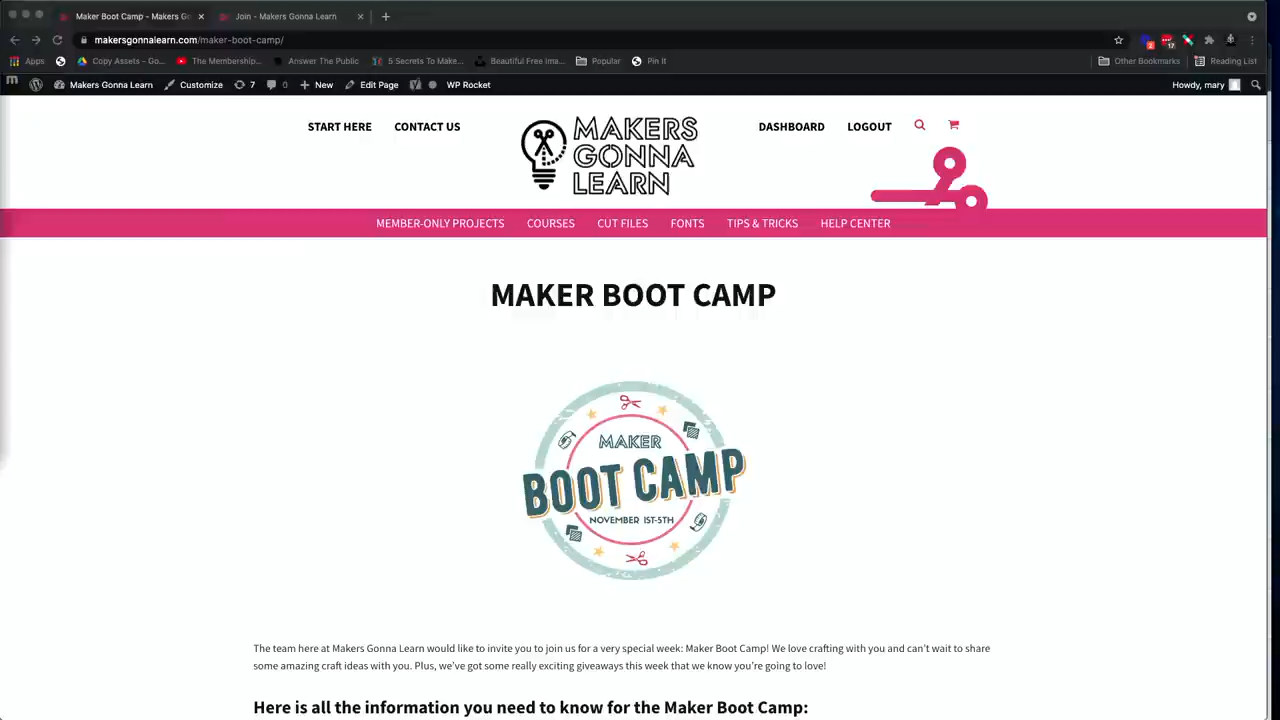 Maker Boot Camp - Makers Go
Join - Makers Gonna Learn
makersgonnalearn.com/maker-boot-camp/
2
17
Apps
Copy Assets - Go...
The Membership...
Answer The Public
5 Secrets To Make...
Beautiful Free Ima...
Popular
Pin it
Other Bookmarks
Reading List
Makers Gonna Learn
Customize
7
0
New
Edit Page
WP Rocket
Howdy, mary
START HERE
CONTACT US
MAKERS
GONNA
LEARN
DASHBOARD
LOGOUT
MEMBER-ONLY PROJECTS
COURSES
CUT FILES
FONTS
TIPS & TRICKS
HELP CENTER
MAKER BOOT CAMP
MAKER
BOOT CAMP
NOVEMBER 1ST-5TH
The team here at Makers Gonna Learn would like to invite you to join us for a very special week: Maker Boot Camp! We love crafting with you and can't wait to share
some amazing craft ideas with you. Plus, we've got some really exciting giveaways this week that we know you're going to love!
Here is all the information you need to know for the Maker Boot Camp: